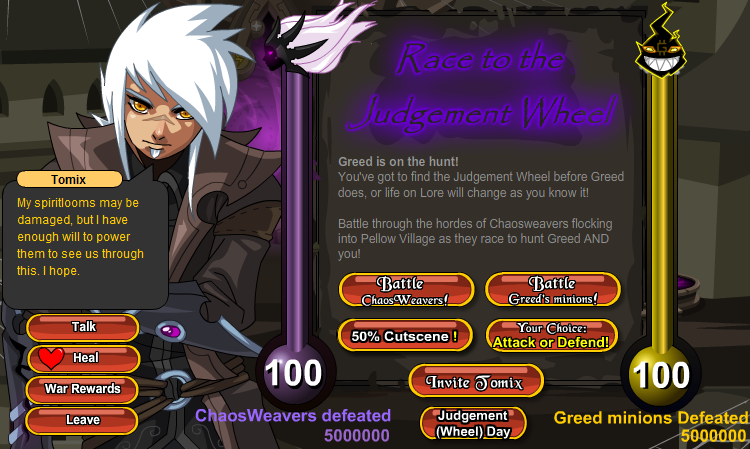 Race to the
Judgement Wheel
Greed is on the hunt!
You've got to find the Judgement Wheel before Greed
does, or life on Lore will change as you know it!
Battle through the hordes of Chaosweavers flocking
into Pellow Village as they race to hunt Greed AND
you!
Tomix
My spiritlooms may be
damaged, but I have
enough will to power
them to see us through
this. I hope.
Talk
Heal
War Rewards
Leave
Battle
ChaosWeavers!
Battle
Greed's minions!
50% Cutscene !
Your Choice:
Attack or Defend!
Invite Tomix
Judgement
(Wheel) Day
100
ChaosWeavers defeated
5000000
100
Greed minions Defeated
5000000